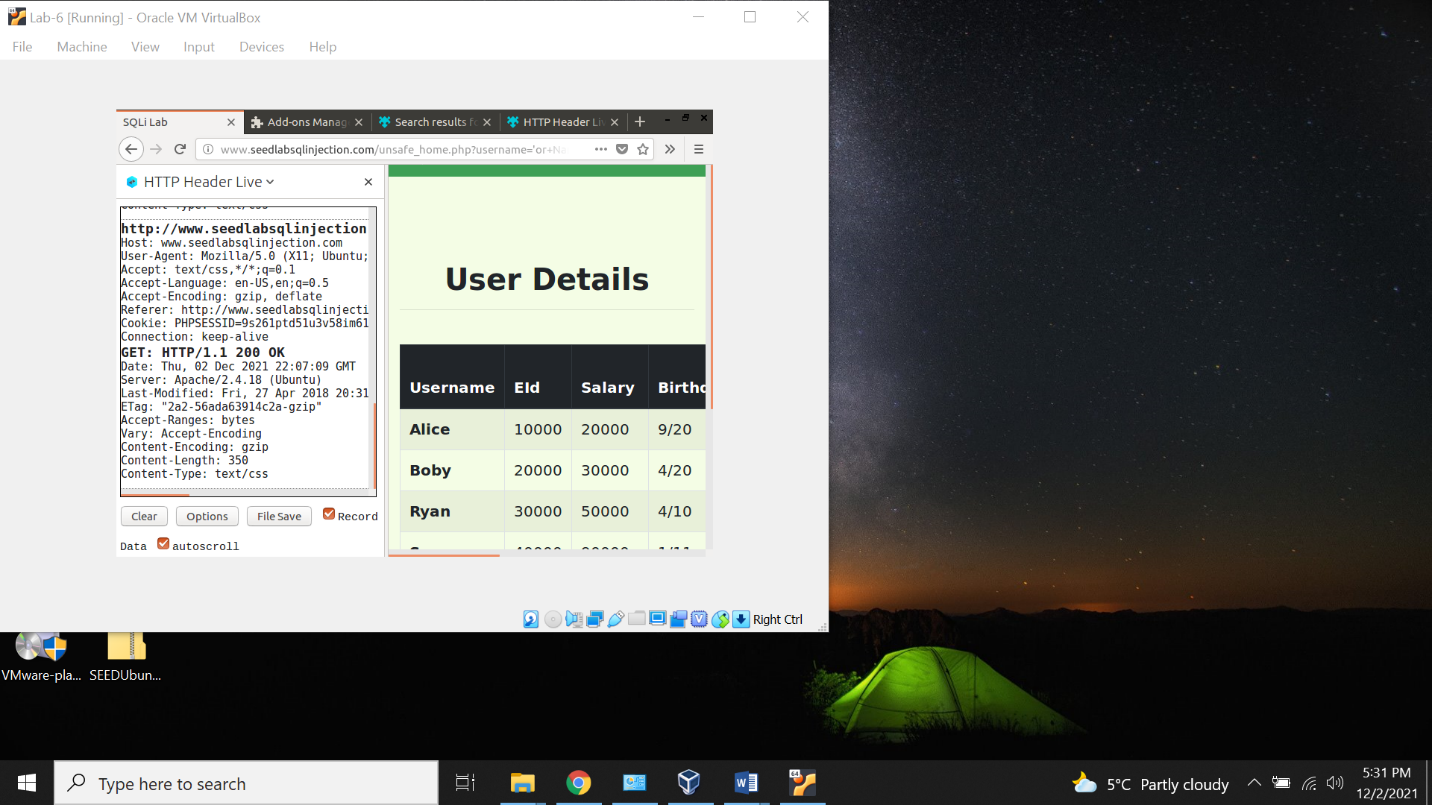 Lab-6 [Running] - Oracle VM VirtualBox
File Machine View Input Devices Help
SQLi Lab
Add-ons Manag
Search results f
HTTP Header Liv
www.seedlabsqlinjection.com/unsafe_home.php?username='or+Na
HTTP Header Live
Content-Type: text/css
http://www.seedlabsqlinjection
Host: www.seedlabsqlinjection.com
User-Agent: Mozilla/5.0 (X11; Ubuntu;
Accept: text/css,*/*;q=0.1
Accept-Language: en-US,en;q=0.5
Accept-Encoding: gzip, deflate
Referer: http://www.seedlabsqlinjecti
Cookie: PHPSESSID=9s261ptd51u3v58im61
Connection: keep-alive
GET: HTTP/1.1 200 OK
Date: Thu, 02 Dec 2021 22:07:09 GMT
Server: Apache/2.4.18 (Ubuntu)
Last-Modified: Fri, 27 Apr 2018 20:31
ETag: "2a2-56ada63914c2a-gzip"
Accept-Ranges: bytes
Vary: Accept-Encoding
Content-Encoding: gzip
Content-Length: 350
Content-Type: text/css
Clear Options File Save Record
Data autoscroll
User Details
Username EId Salary Birthd
Alice 10000 20000 9/20
Boby 20000 30000 4/20
Ryan 30000 50000 4/10
Right Ctrl
VMware-pla... SEEDUbun...
Type here to search
5°C Partly cloudy
5:31 PM
12/2/2021